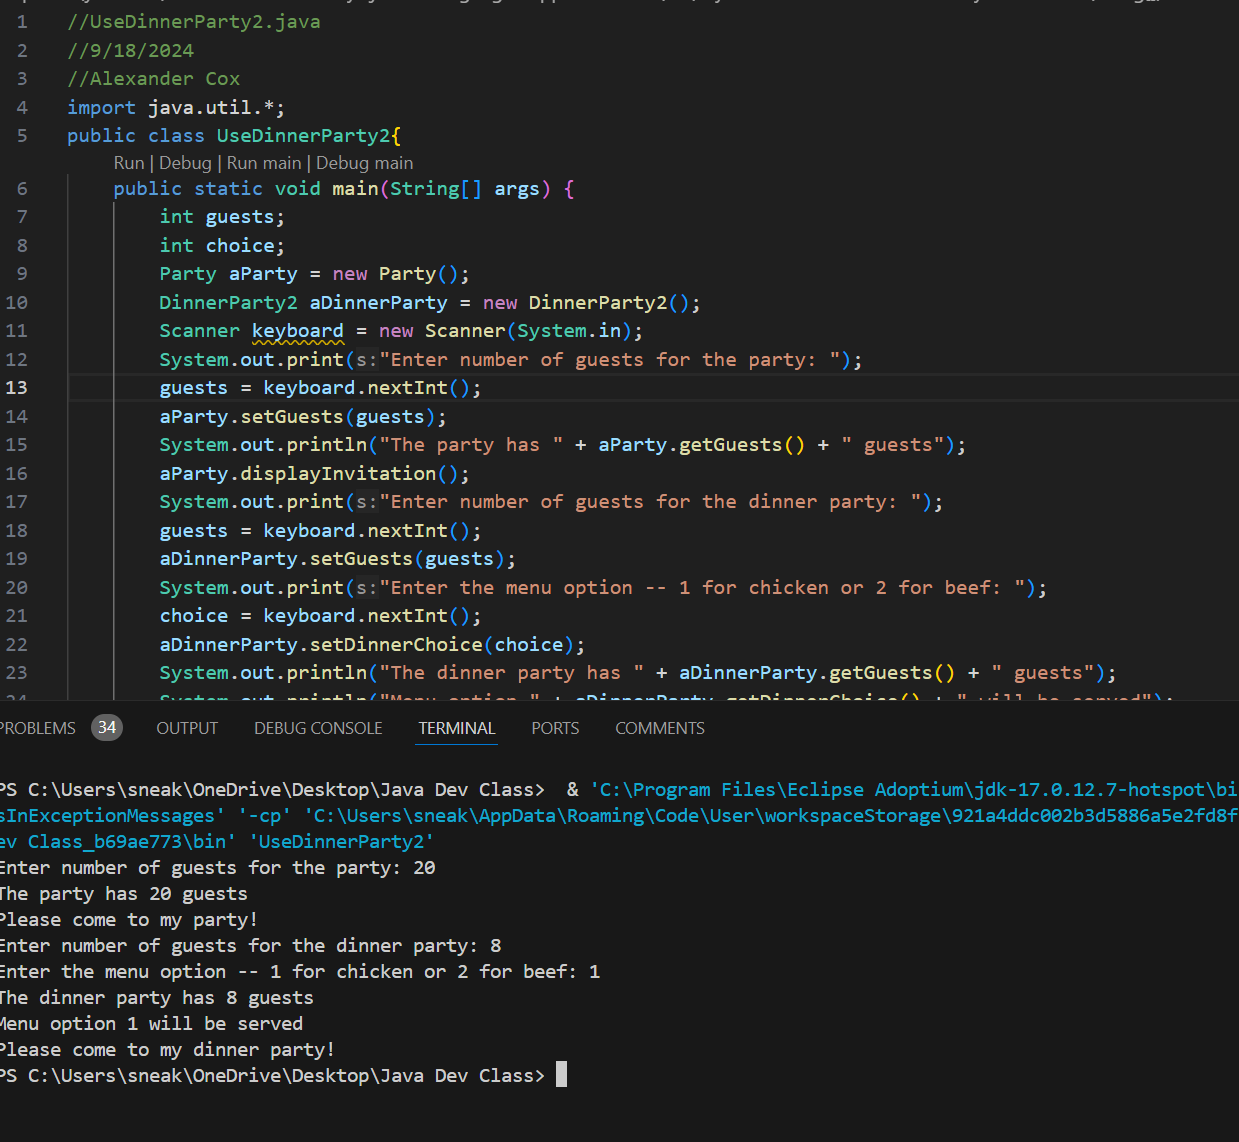 1 //UseDinnerParty2.java
2 //9/18/2024
3 //Alexander Cox
4 import java.util.*;
5 public class UseDinnerParty2{
Run | Debug | Run main | Debug main
6 public static void main(String[] args) {
7 int guests;
8 int choice;
9 Party aParty = new Party();
10 DinnerParty2 aDinnerParty = new DinnerParty2();
11 Scanner keyboard = new Scanner(System.in);
12 System.out.print(s:"Enter number of guests for the party: ");
13 guests = keyboard.nextInt();
14 aParty.setGuests(guests);
15 System.out.println("The party has " + aParty.getGuests() + " guests");
16 aParty.displayInvitation();
17 System.out.print(s:"Enter number of guests for the dinner party: ");
18 guests = keyboard.nextInt();
19 aDinnerParty.setGuests(guests);
20 System.out.print(s:"Enter the menu option -- 1 for chicken or 2 for beef: ");
21 choice = keyboard.nextInt();
22 aDinnerParty.setDinnerChoice(choice);
23 System.out.println("The dinner party has " + aDinnerParty.getGuests() + " guests");
24 System.out.println("Menu option " + aDinnerParty.getDinnerChoice() + " will be served");
PROBLEMS 34 OUTPUT DEBUG CONSOLE TERMINAL PORTS COMMENTS
PS C:\Users\sneak\OneDrive\Desktop\Java Dev Class> & 'C:\Program Files\Eclipse Adoptium\jdk-17.0.12.7-hotspot\bi
sInExceptionMessages' '-cp' 'C:\Users\sneak\AppData\Roaming\Code\User\workspaceStorage\921a4ddc002b3d5886a5e2fd8f
ev Class_b69ae773\bin' 'UseDinnerParty2'
Enter number of guests for the party: 20
The party has 20 guests
Please come to my party!
Enter number of guests for the dinner party: 8
Enter the menu option -- 1 for chicken or 2 for beef: 1
The dinner party has 8 guests
Menu option 1 will be served
Please come to my dinner party!
PS C:\Users\sneak\OneDrive\Desktop\Java Dev Class>